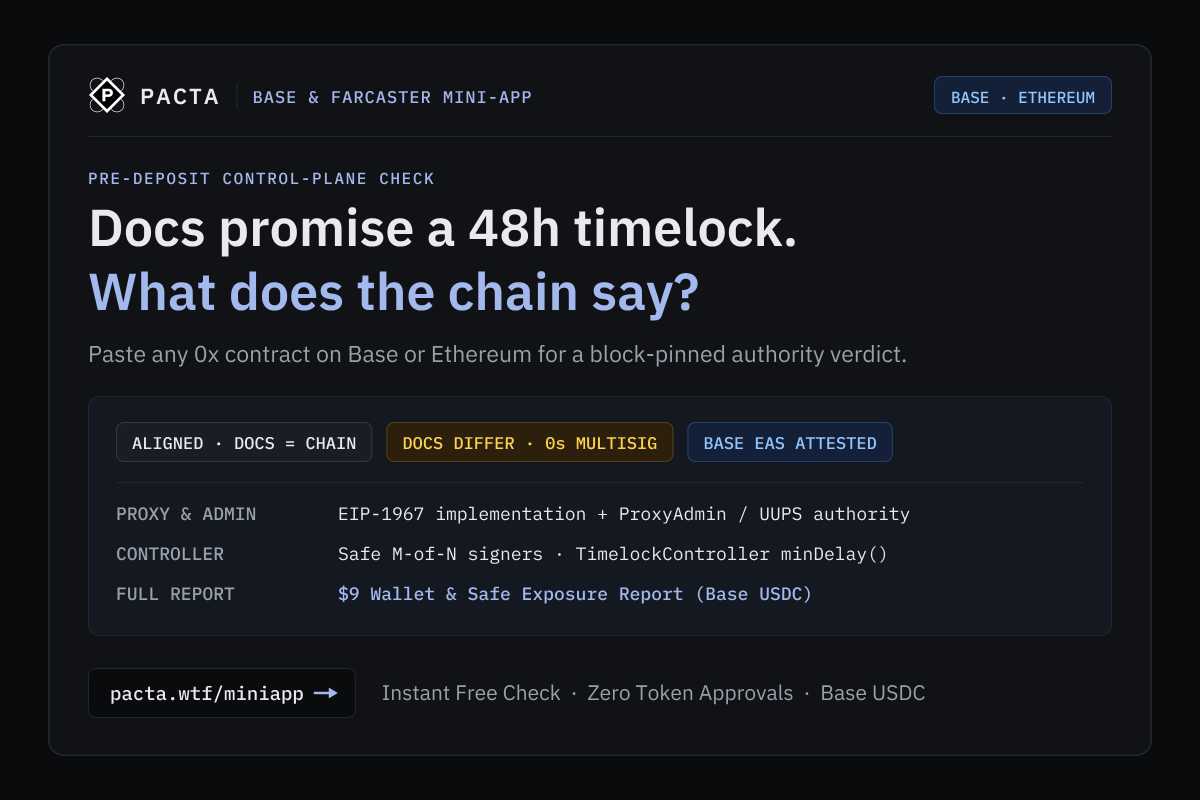 P PACTA BASE & FARCASTER MINI-APP BASE · ETHEREUM
PRE-DEPOSIT CONTROL-PLANE CHECK
Docs promise a 48h timelock.
What does the chain say?
Paste any 0x contract on Base or Ethereum for a block-pinned authority verdict.
ALIGNED · DOCS = CHAIN DOCS DIFFER · 0s MULTISIG BASE EAS ATTESTED
PROXY & ADMIN EIP-1967 implementation + ProxyAdmin / UUPS authority
CONTROLLER Safe M-of-N signers · TimelockController minDelay()
FULL REPORT $9 Wallet & Safe Exposure Report (Base USDC)
pacta.wtf/miniapp → Instant Free Check · Zero Token Approvals · Base USDC